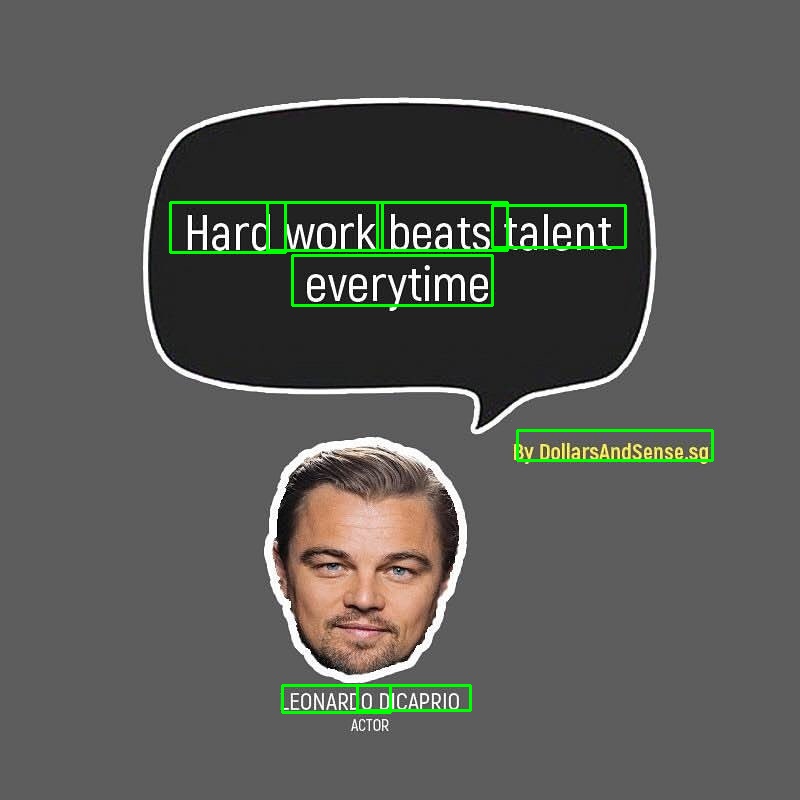 Hard work beats talent
everytime
By DollarsAndSense.sg
LEONARDO DICAPRIO
ACTOR